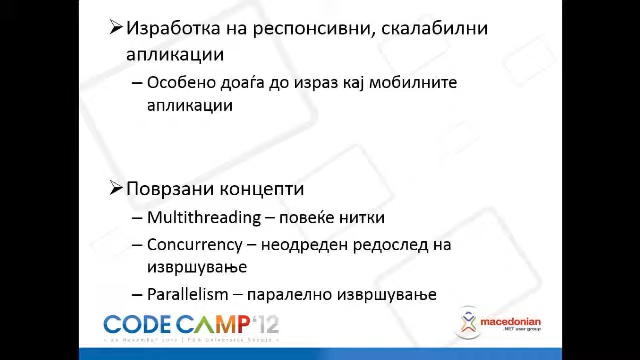 Изработка на респонсивни, скалабилни
апликации
– Особено доаѓа до израз кај мобилните
апликации
Поврзани концепти
– Multithreading – повеќе нитки
– Concurrency – неодреден редослед на
извршување
– Parallelism – паралелно извршување
CODE CAMP '12
macedonian
.NET user group